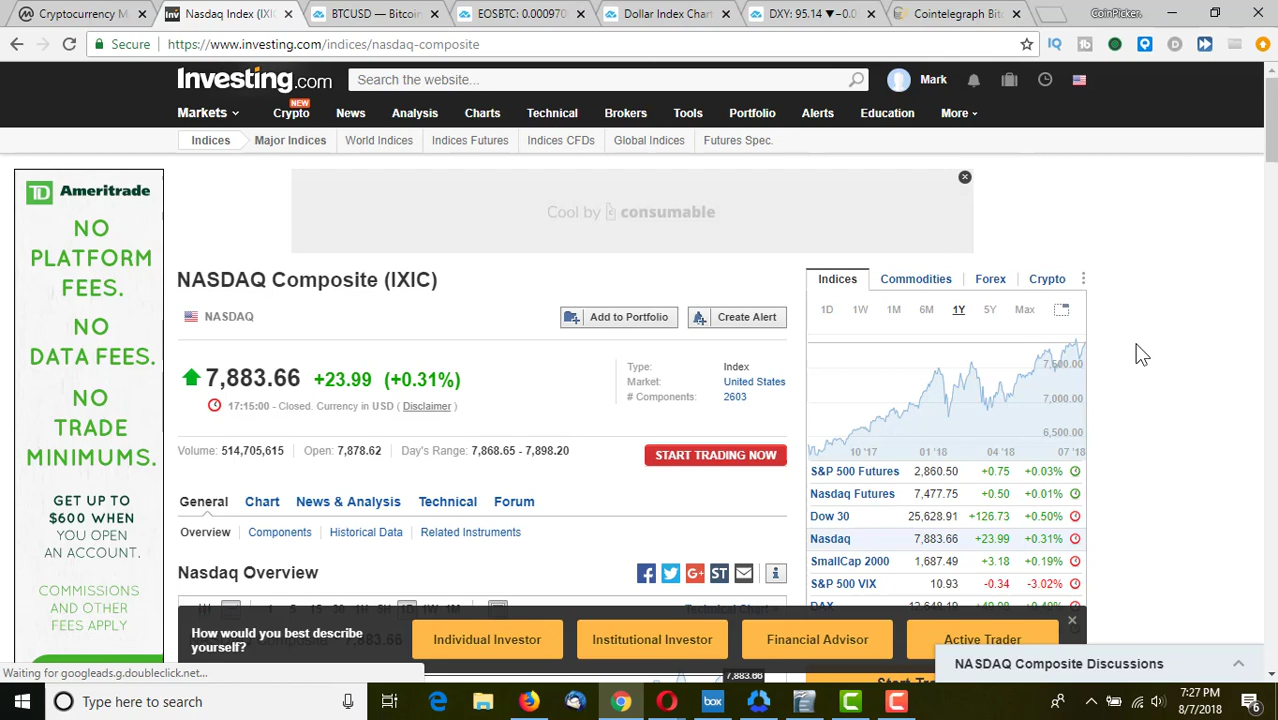 Cryptocurrency M
Nasdaq Index (IXIC
BTCUSD — Bitcoin
EOSBTC: 0.000970
Dollar Index Chart
DXY: 95.14 ▼−0.0
Cointelegraph Bit
CoinPicker.
Secure
https://www.investing.com/indices/nasdaq-composite
Investing.com
Search the website...
Mark
NEW
Markets
Crypto
News
Analysis
Charts
Technical
Brokers
Tools
Portfolio
Alerts
Education
More
Indices
Major Indices
World Indices
Indices Futures
Indices CFDs
Global Indices
Futures Spec.
TD Ameritrade
NO
PLATFORM
FEES.
NO
DATA FEES.
NO
TRADE
MINIMUMS.
GET UP TO
$600 WHEN
YOU OPEN
AN ACCOUNT.
COMMISSIONS
AND OTHER
FEES APPLY
Cool by consumable
NASDAQ Composite (IXIC)
NASDAQ
Add to Portfolio
Create Alert
7,883.66 +23.99 (+0.31%)
17:15:00 - Closed. Currency in USD ( Disclaimer )
Type: Index
Market: United States
# Components: 2603
Volume: 514,705,615
Open: 7,878.62
Day's Range: 7,868.65 - 7,898.20
START TRADING NOW
General
Chart
News & Analysis
Technical
Forum
Overview
Components
Historical Data
Related Instruments
Nasdaq Overview
ST
Indices
Commodities
Forex
Crypto
1D 1W 1M 6M 1Y 5Y Max
7,500.00
7,000.00
6,500.00
10 '17 01 '18 04 '18 07 '18
S&P 500 Futures 2,860.50 +0.75 +0.03%
Nasdaq Futures 7,477.75 +0.50 +0.01%
Dow 30 25,628.91 +126.73 +0.50%
Nasdaq 7,883.66 +23.99 +0.31%
SmallCap 2000 1,687.49 +3.18 +0.19%
S&P 500 VIX 10.93 -0.34 -3.02%
How would you best describe
yourself?
Individual Investor
Institutional Investor
Financial Advisor
Active Trader
NASDAQ Composite Discussions
7,883.66
Waiting for googleads.g.doubleclick.net...
Type here to search
box
7:27 PM
8/7/2018
6